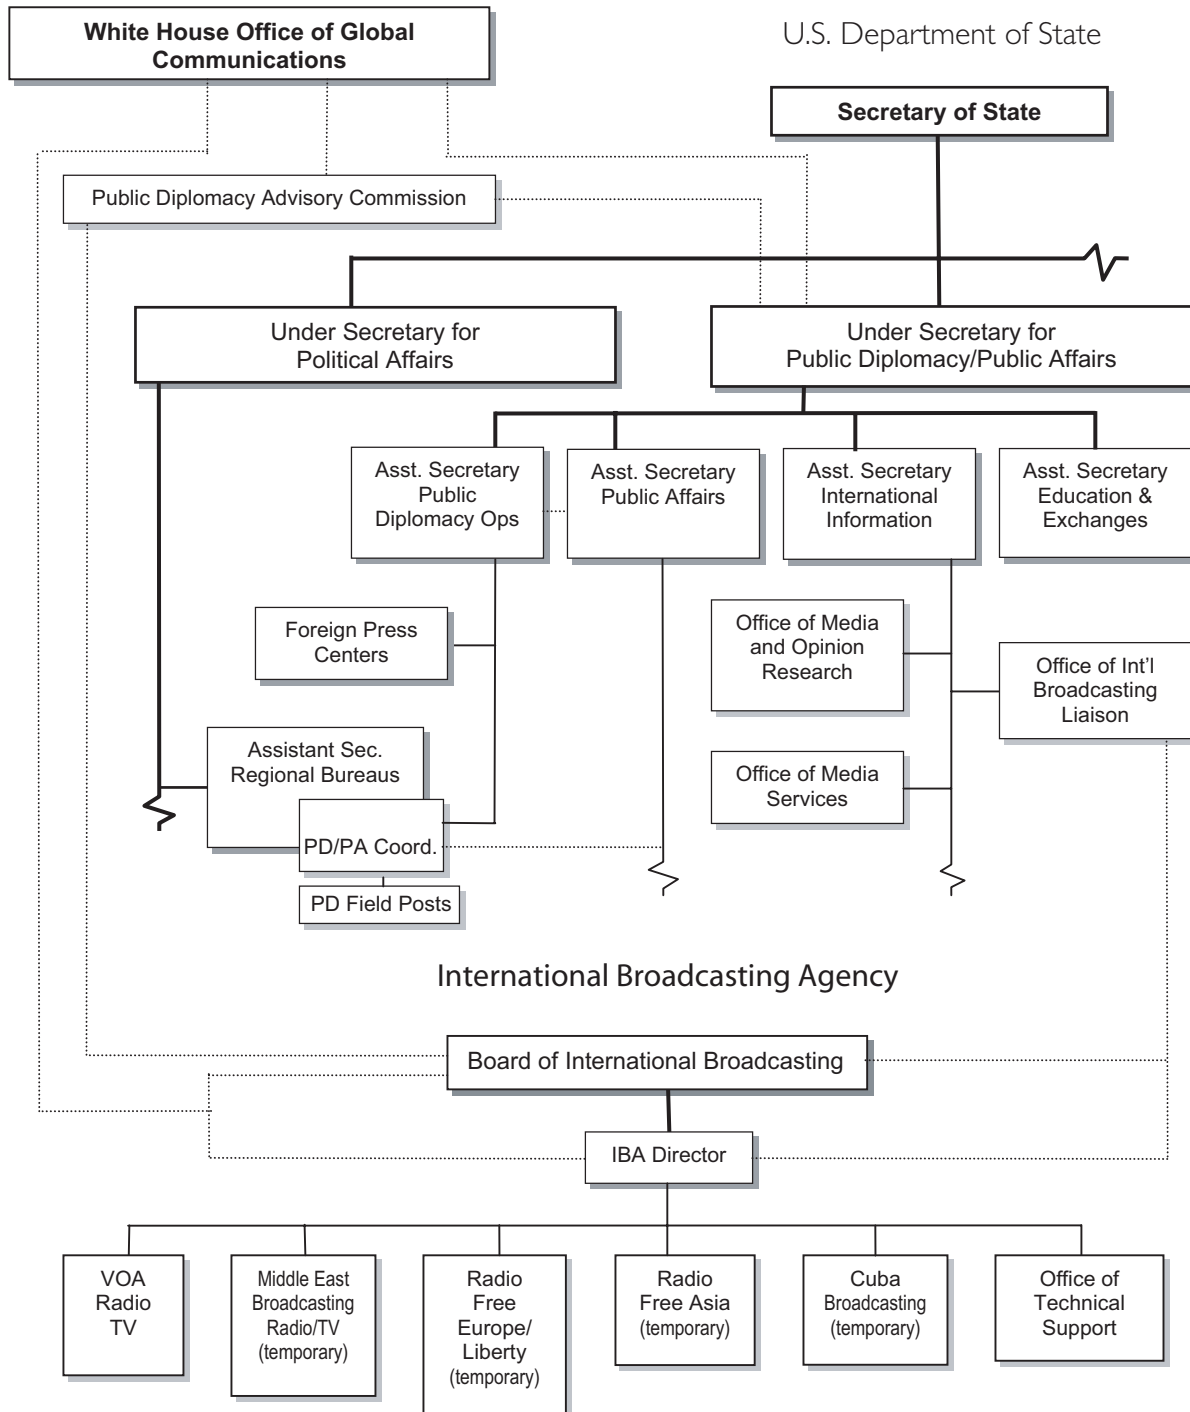 White House Office of Global
Communications
U.S. Department of State
Secretary of State
Public Diplomacy Advisory Commission
Under Secretary for
Political Affairs
Under Secretary for
Public Diplomacy/Public Affairs
Asst. Secretary
Public
Diplomacy Ops
Asst. Secretary
Public Affairs
Asst. Secretary
International
Information
Asst. Secretary
Education &
Exchanges
Foreign Press
Centers
Office of Media
and Opinion
Research
Office of Int'l
Broadcasting
Liaison
Assistant Sec.
Regional Bureaus
PD/PA Coord.
PD Field Posts
Office of Media
Services
International Broadcasting Agency
Board of International Broadcasting
IBA Director
VOA
Radio
TV
Middle East
Broadcasting
Radio/TV
(temporary)
Radio
Free
Europe/
Liberty
(temporary)
Radio
Free Asia
(temporary)
Cuba
Broadcasting
(temporary)
Office of
Technical
Support